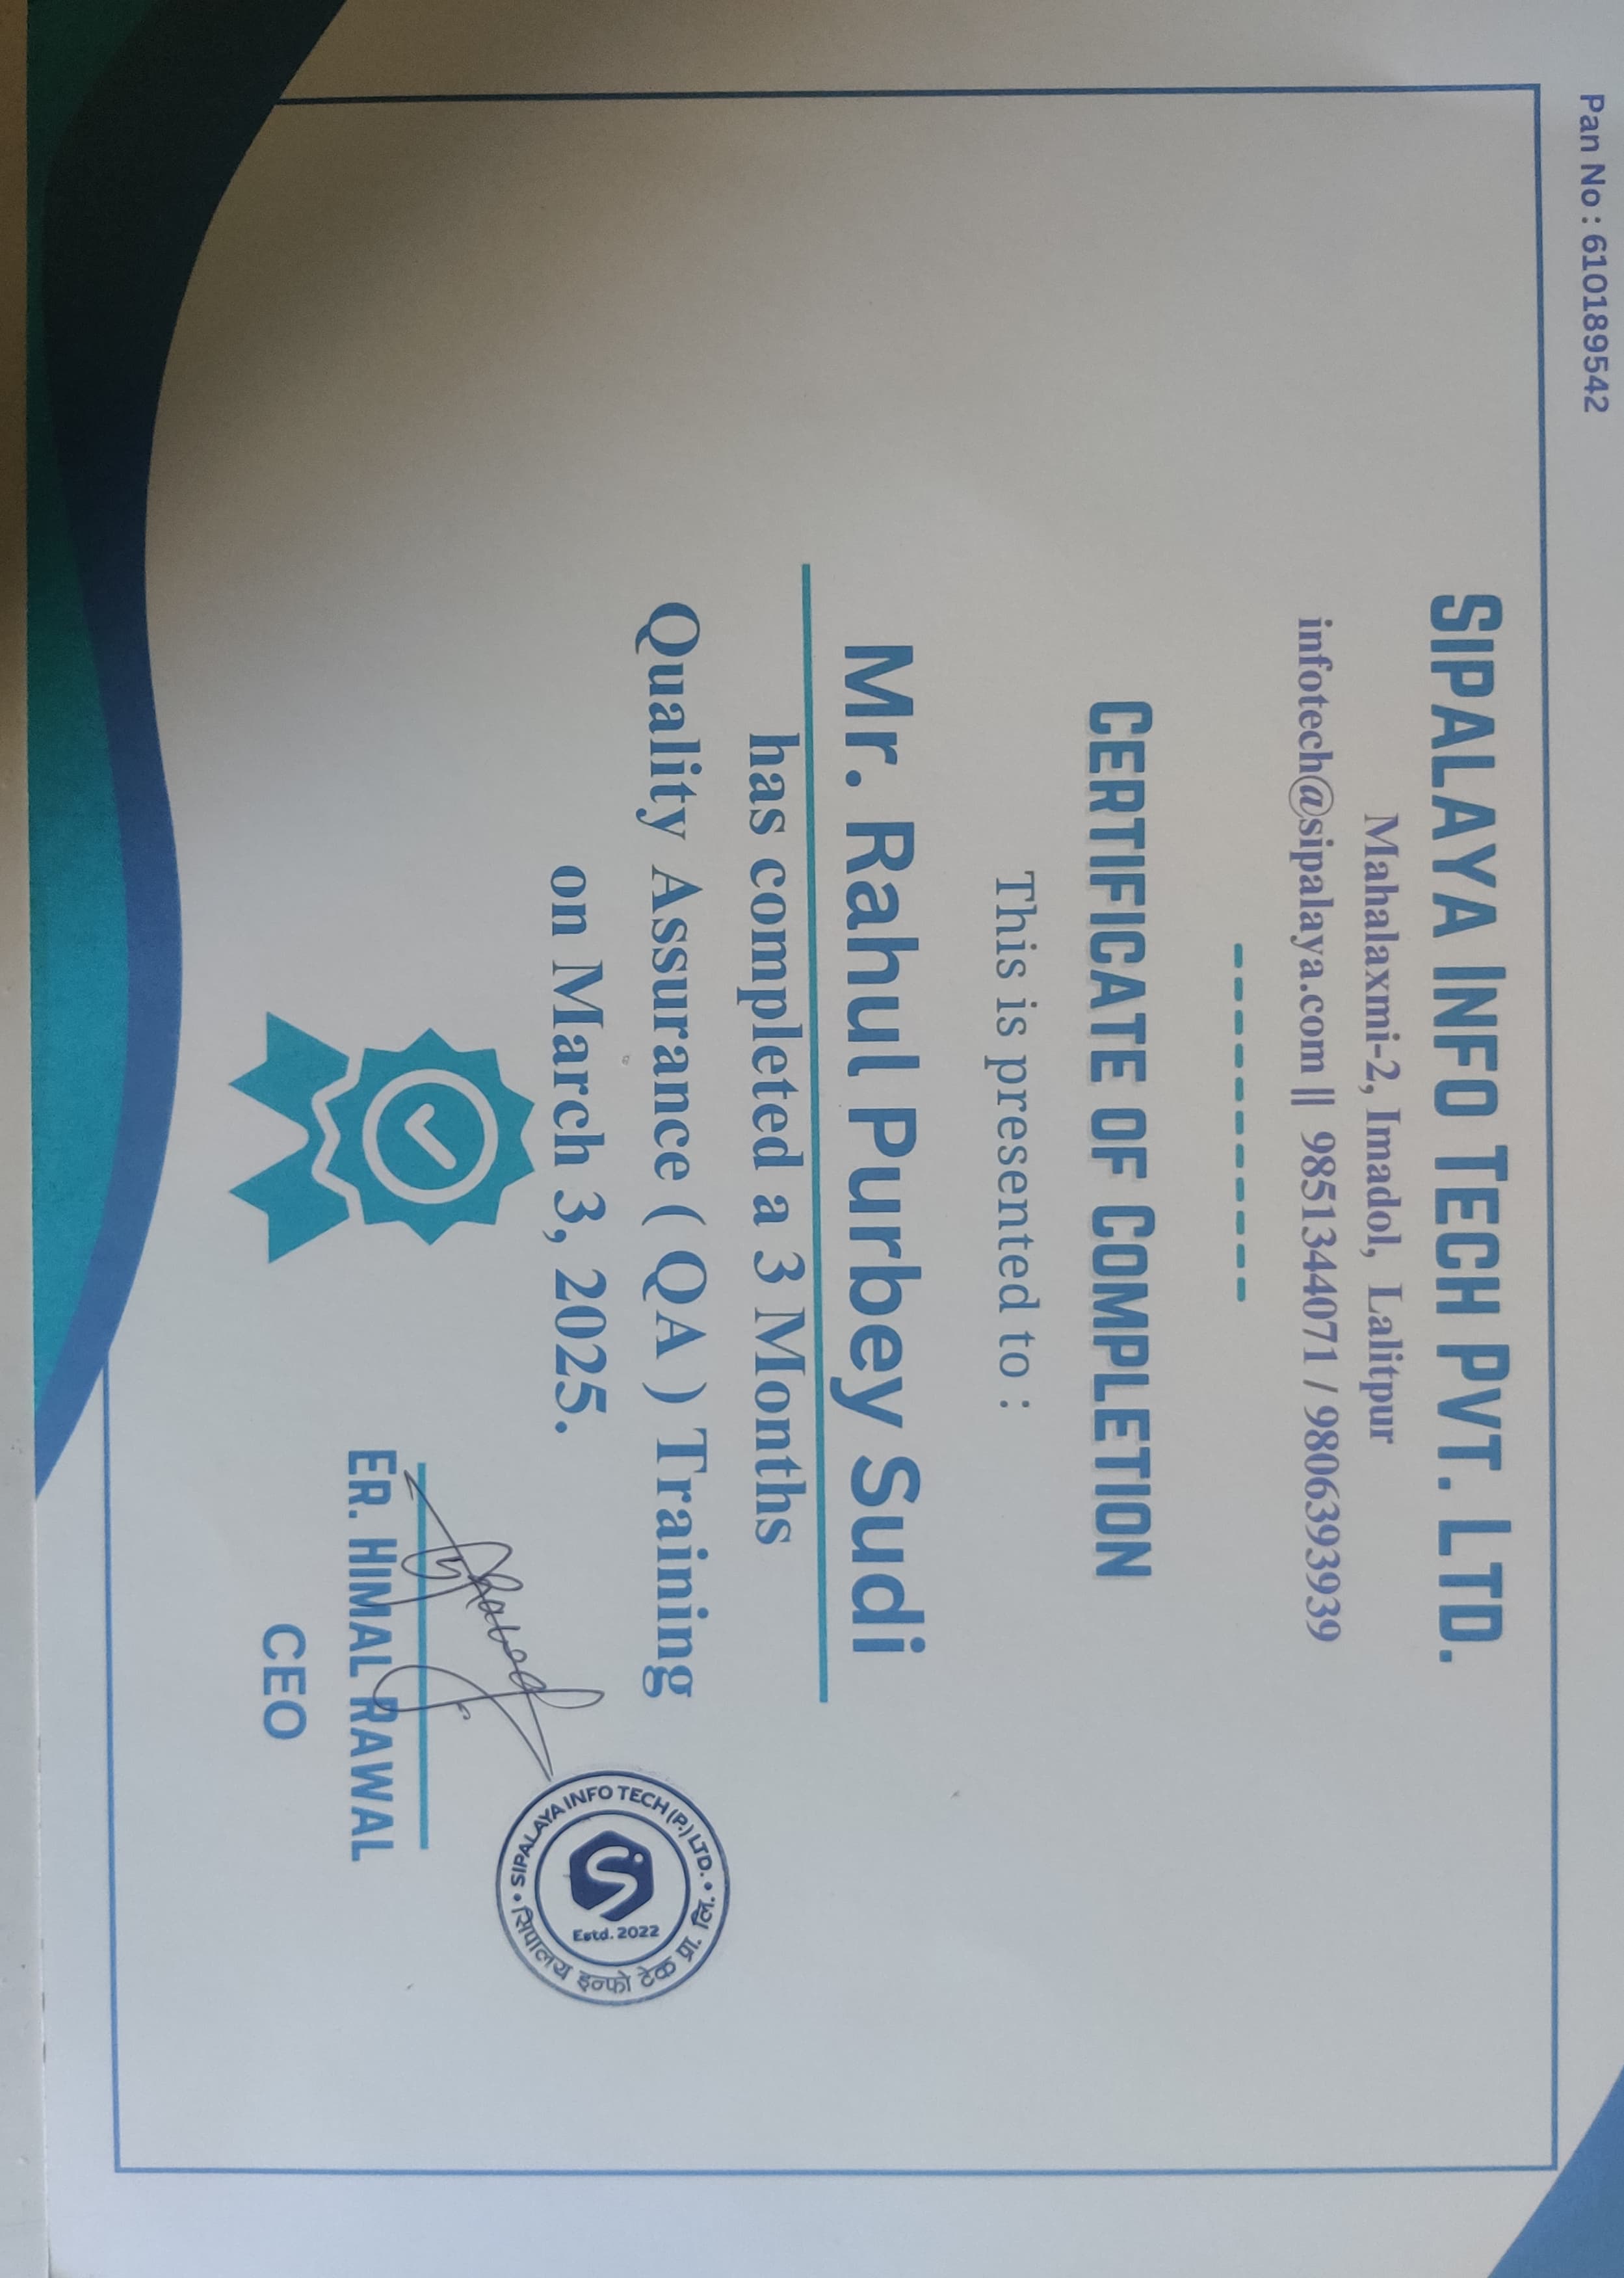 Pan No : 610189542
SIPALAYA INFO TECH PVT. LTD.
Mahalaxmi-2, Imadol, Lalitpur
infotech@sipalaya.com || 9851344071 / 9806393939
CERTIFICATE OF COMPLETION
This is presented to :
Mr. Rahul Purbey Sudi
has completed a 3 Months
Quality Assurance ( QA ) Training
on March 3, 2025.
SIPALAYA INFO TECH (P.) LTD.
Estd. 2022
सिपालय इन्फो टेक प्रा. लि.
ER. HIMAL RAWAL
CEO